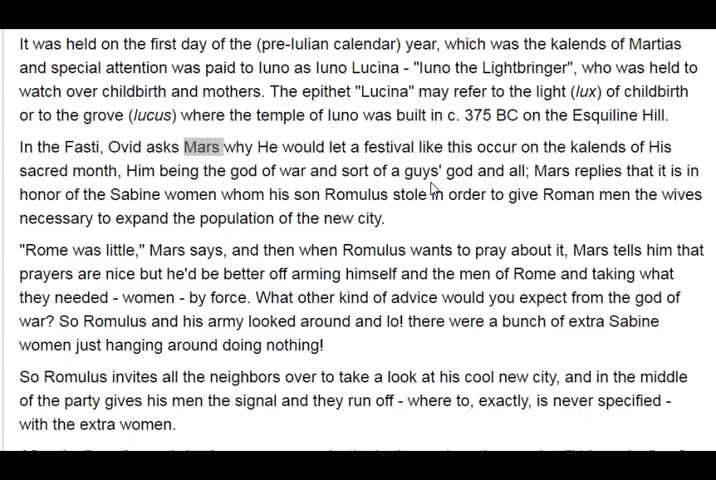 It was held on the first day of the (pre-Iulian calendar) year, which was the kalends of Martias
and special attention was paid to Iuno as Iuno Lucina - "Iuno the Lightbringer", who was held to
watch over childbirth and mothers. The epithet "Lucina" may refer to the light (lux) of childbirth
or to the grove (lucus) where the temple of Iuno was built in c. 375 BC on the Esquiline Hill.
In the Fasti, Ovid asks Mars why He would let a festival like this occur on the kalends of His
sacred month, Him being the god of war and sort of a guys' god and all; Mars replies that it is in
honor of the Sabine women whom his son Romulus stole in order to give Roman men the wives
necessary to expand the population of the new city.
"Rome was little," Mars says, and then when Romulus wants to pray about it, Mars tells him that
prayers are nice but he'd be better off arming himself and the men of Rome and taking what
they needed - women - by force. What other kind of advice would you expect from the god of
war? So Romulus and his army looked around and lo! there were a bunch of extra Sabine
women just hanging around doing nothing!
So Romulus invites all the neighbors over to take a look at his cool new city, and in the middle
of the party gives his men the signal and they run off - where to, exactly, is never specified -
with the extra women.